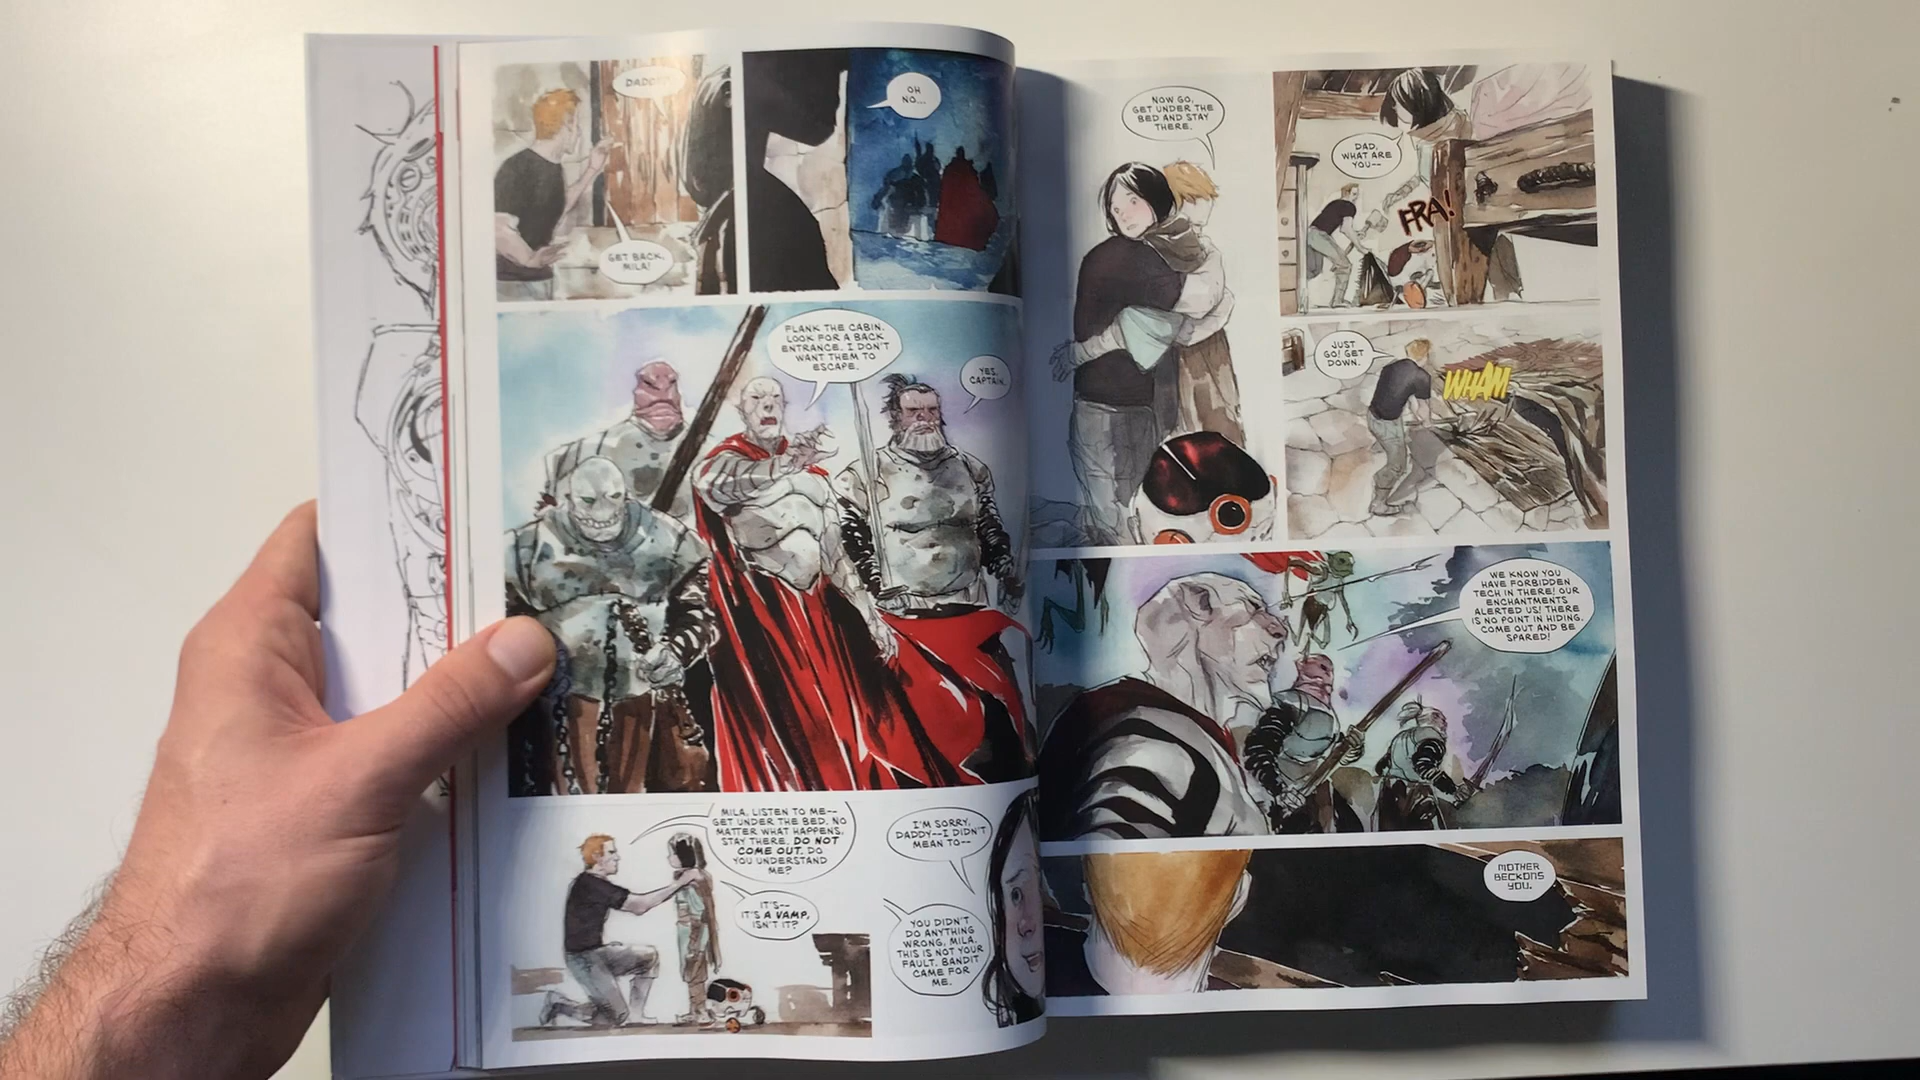 DADDY?
GET BACK,
MILA!
OH
NO...
FLANK THE CABIN.
LOOK FOR A BACK
ENTRANCE. I DON'T
WANT THEM TO
ESCAPE.
YES,
CAPTAIN.
MILA, LISTEN TO ME--
GET UNDER THE BED. NO
MATTER WHAT HAPPENS,
STAY THERE. DO NOT
COME OUT. DO
YOU UNDERSTAND
ME?
IT'S--
IT'S A VAMP,
ISN'T IT?
I'M SORRY,
DADDY--I DIDN'T
MEAN TO--
YOU DIDN'T
DO ANYTHING
WRONG, MILA.
THIS IS NOT YOUR
FAULT. BANDIT
CAME FOR
ME.
NOW GO,
GET UNDER THE
BED AND STAY
THERE.
DAD,
WHAT ARE
YOU--
FRA!
JUST
GO! GET
DOWN.
WHAM
WE KNOW YOU
HAVE FORBIDDEN
TECH IN THERE! OUR
ENCHANTMENTS
ALERTED US! THERE
IS NO POINT IN HIDING.
COME OUT AND BE
SPARED!
MOTHER
BECKONS
YOU.